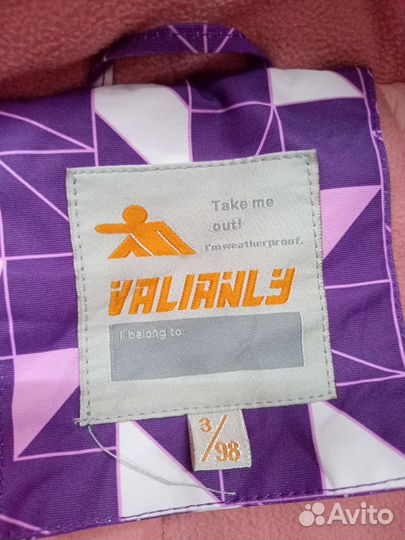 Take me
out!
I'm weatherproof.
VALIANLY
I belong to
3/98
Avito